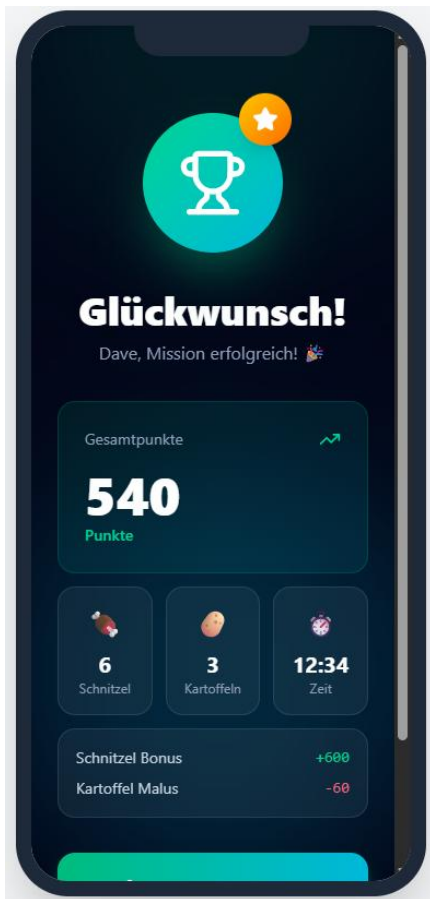 Glückwunsch!
Dave, Mission erfolgreich! 🎉
Gesamtpunkte
540
Punkte
6 3 12:34
Schnitzel Kartoffeln Zeit
Schnitzel Bonus +600
Kartoffel Malus -60